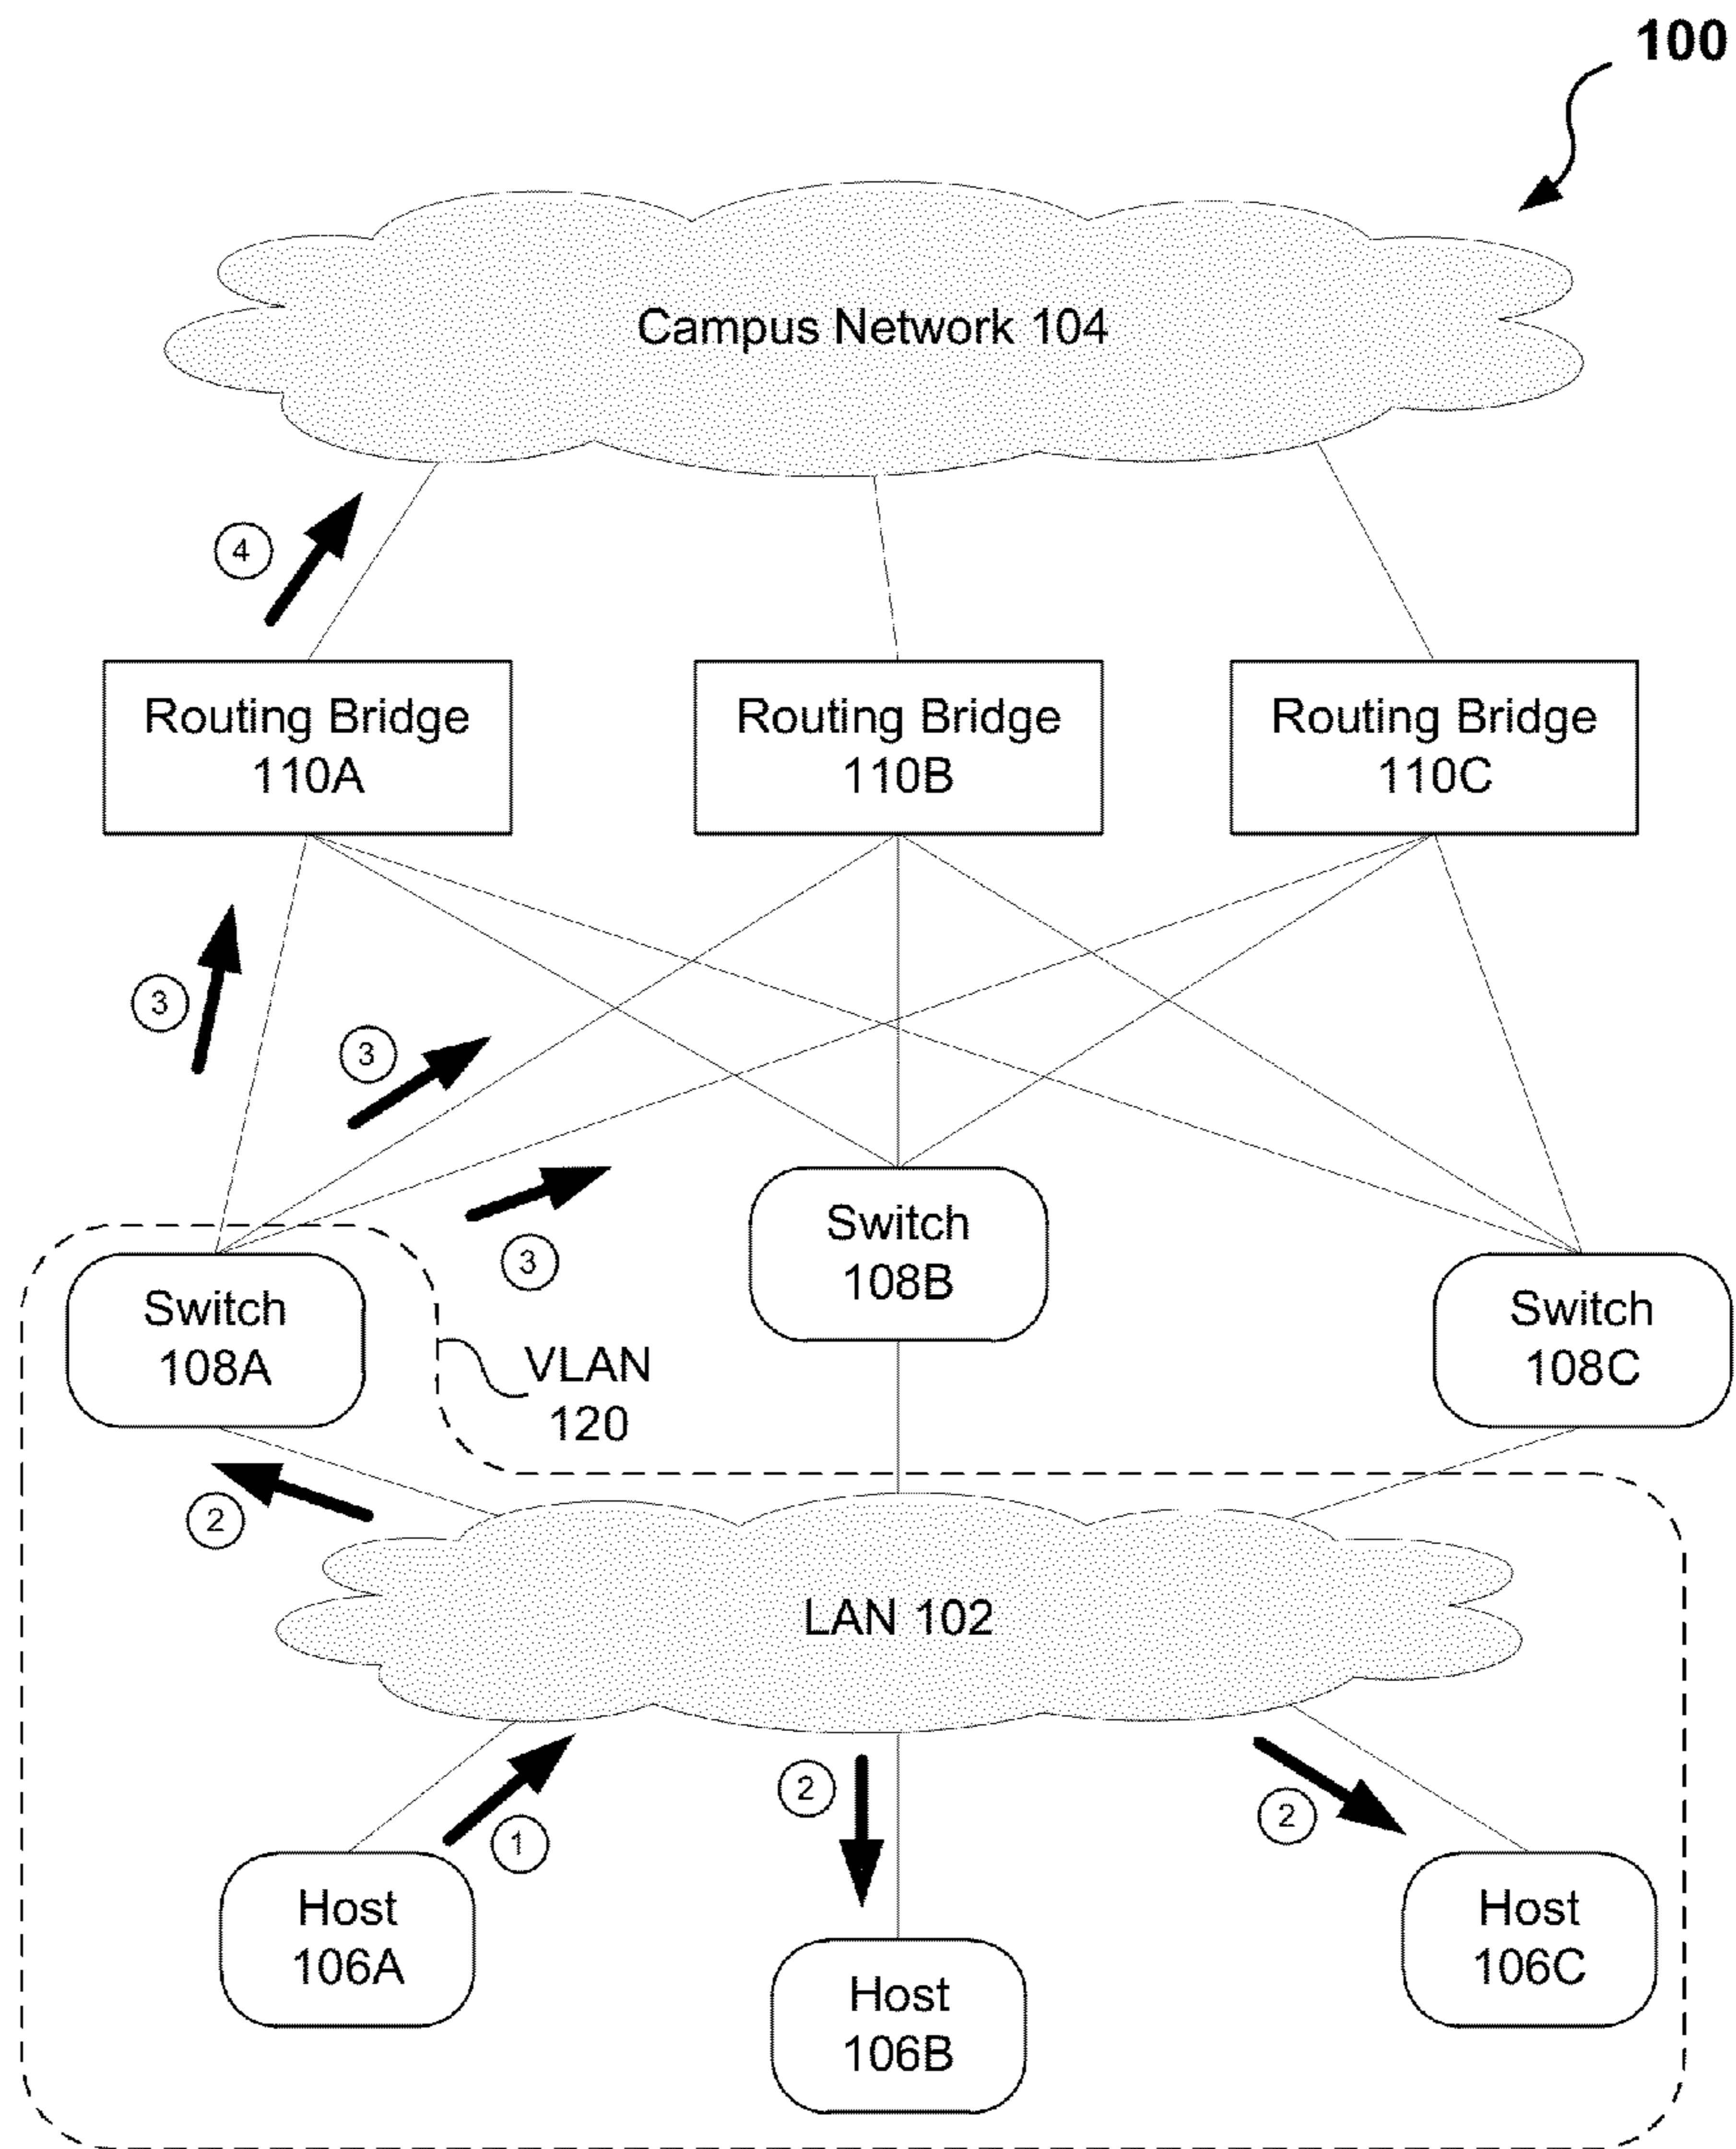 100
Campus Network 104
4
Routing Bridge
110A
Routing Bridge
110B
Routing Bridge
110C
3
3
3
Switch
108A
VLAN
120
Switch
108B
Switch
108C
2
LAN 102
1
2
2
Host
106A
Host
106B
Host
106C